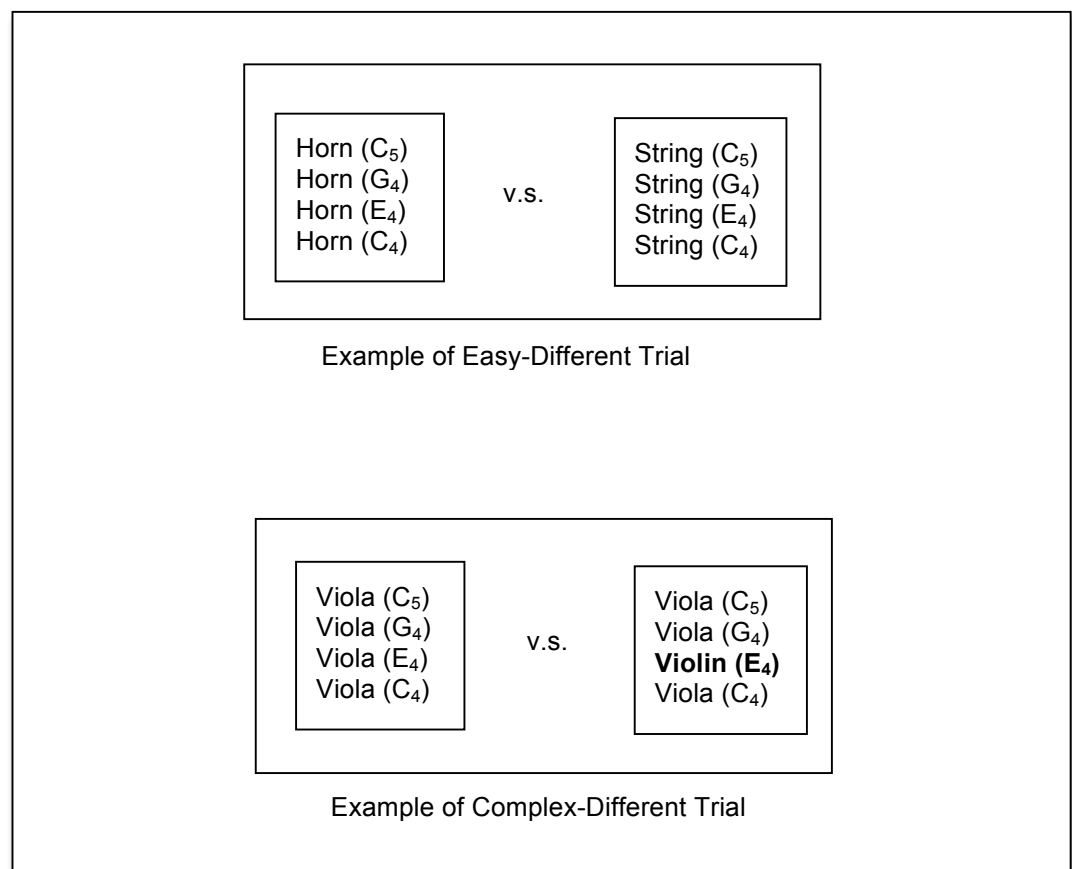 Horn (C₅)
Horn (G₄)
Horn (E₄)
Horn (C₄)
v.s.
String (C₅)
String (G₄)
String (E₄)
String (C₄)
Example of Easy-Different Trial
Viola (C₅)
Viola (G₄)
Viola (E₄)
Viola (C₄)
v.s.
Viola (C₅)
Viola (G₄)
Violin (E₄)
Viola (C₄)
Example of Complex-Different Trial